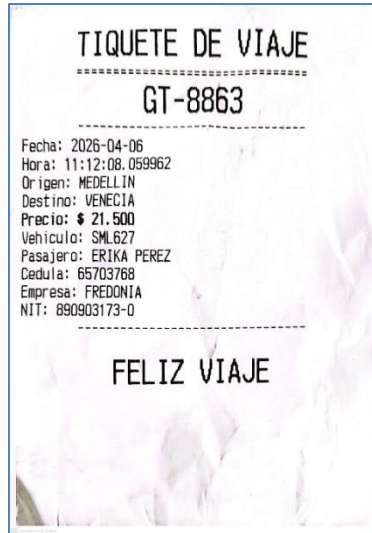 TIQUETE DE VIAJE
GT-8863
Fecha: 2026-04-06
Hora: 11:12:08.059962
Origen: MEDELLIN
Destino: VENECIA
Precio: $ 21.500
Vehiculo: SML627
Pasajero: ERIKA PEREZ
Cedula: 65703768
Empresa: FREDONIA
NIT: 890903173-0
FELIZ VIAJE